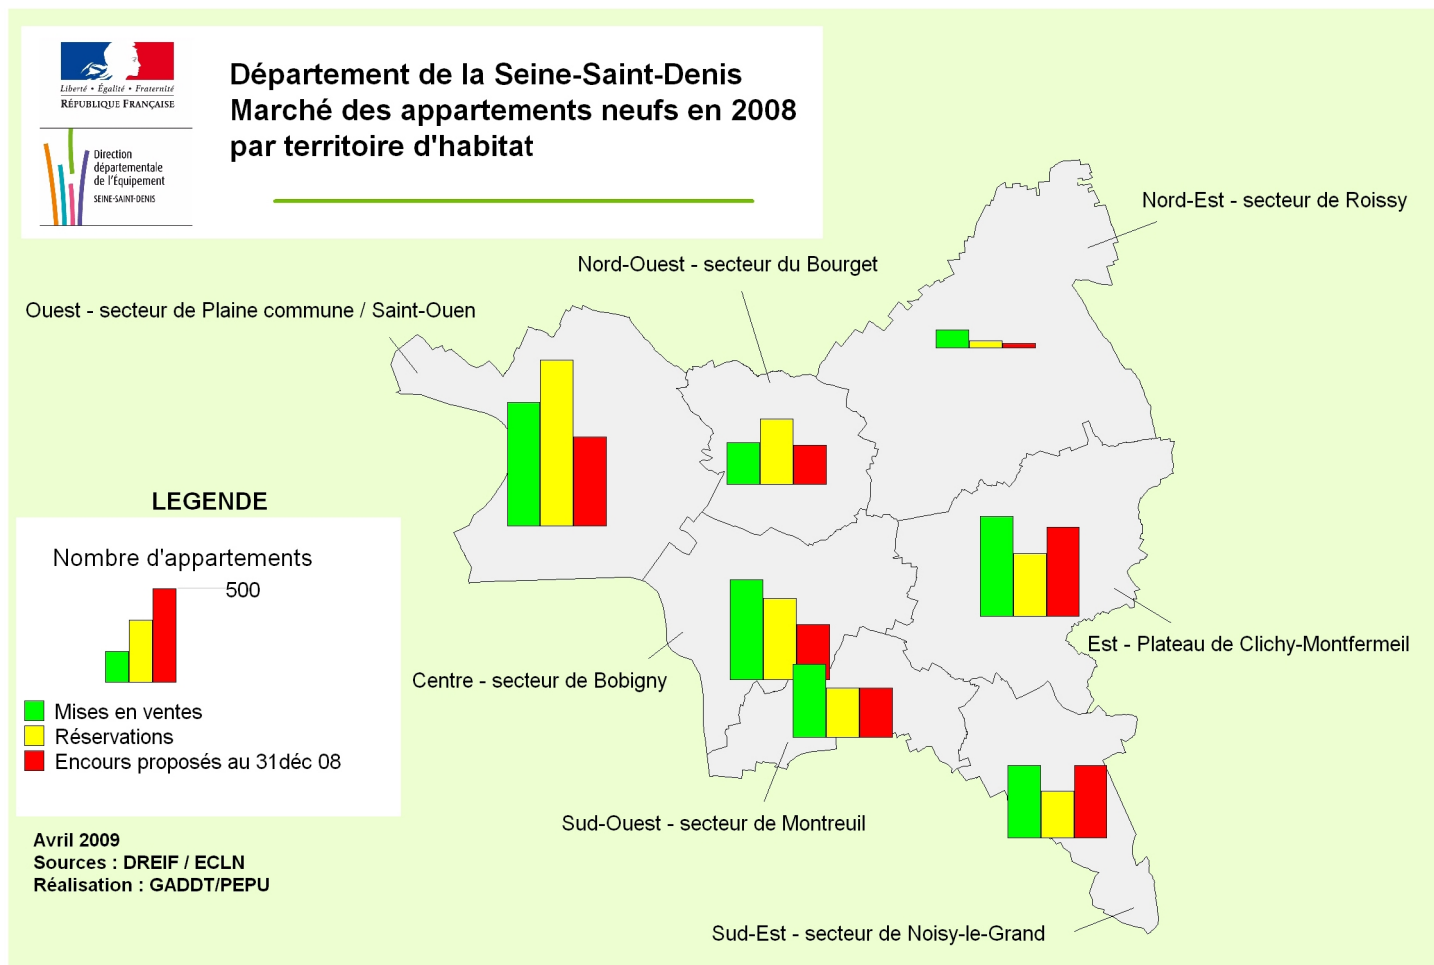 Liberté • Égalité • Fraternité
RÉPUBLIQUE FRANÇAISE
Direction
départementale
de l'Équipement
SEINE-SAINT-DENIS
Département de la Seine-Saint-Denis
Marché des appartements neufs en 2008
par territoire d'habitat
Nord-Est - secteur de Roissy
Nord-Ouest - secteur du Bourget
Ouest - secteur de Plaine commune / Saint-Ouen
LEGENDE
Nombre d'appartements
500
Mises en ventes
Réservations
Encours proposés au 31déc 08
Est - Plateau de Clichy-Montfermeil
Centre - secteur de Bobigny
Sud-Ouest - secteur de Montreuil
Sud-Est - secteur de Noisy-le-Grand
Avril 2009
Sources : DREIF / ECLN
Réalisation : GADDT/PEPU